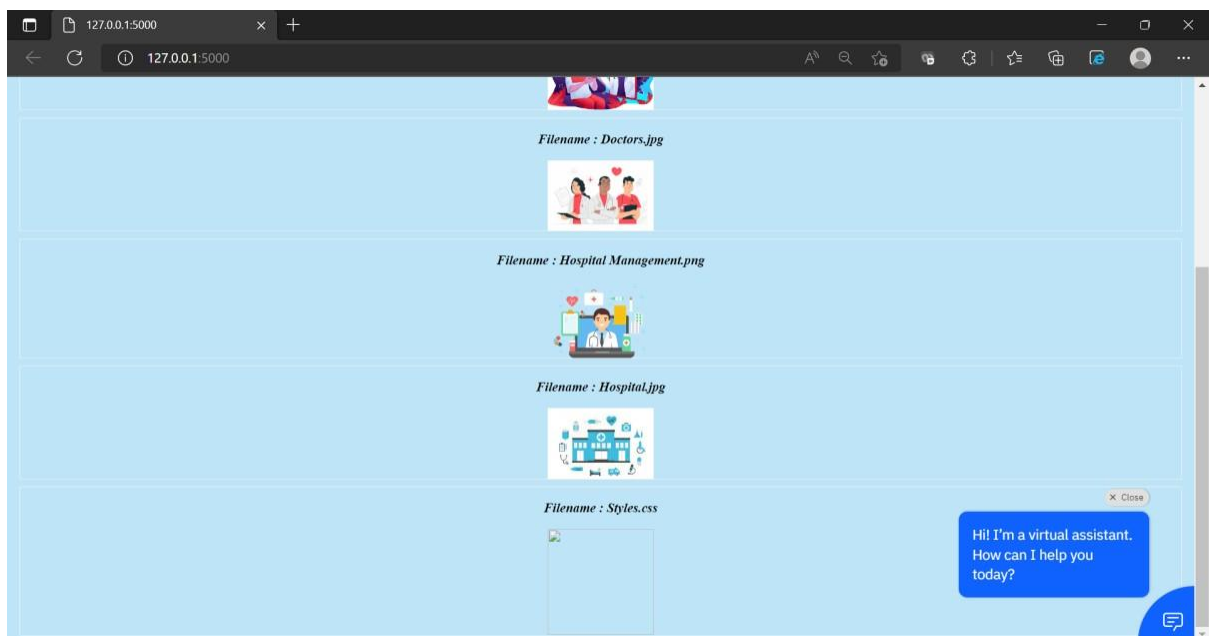 127.0.0.1:5000
127.0.0.1:5000
Filename : Doctors.jpg
Filename : Hospital Management.png
Filename : Hospital.jpg
Filename : Styles.css
Close
Hi! I'm a virtual assistant.
How can I help you
today?